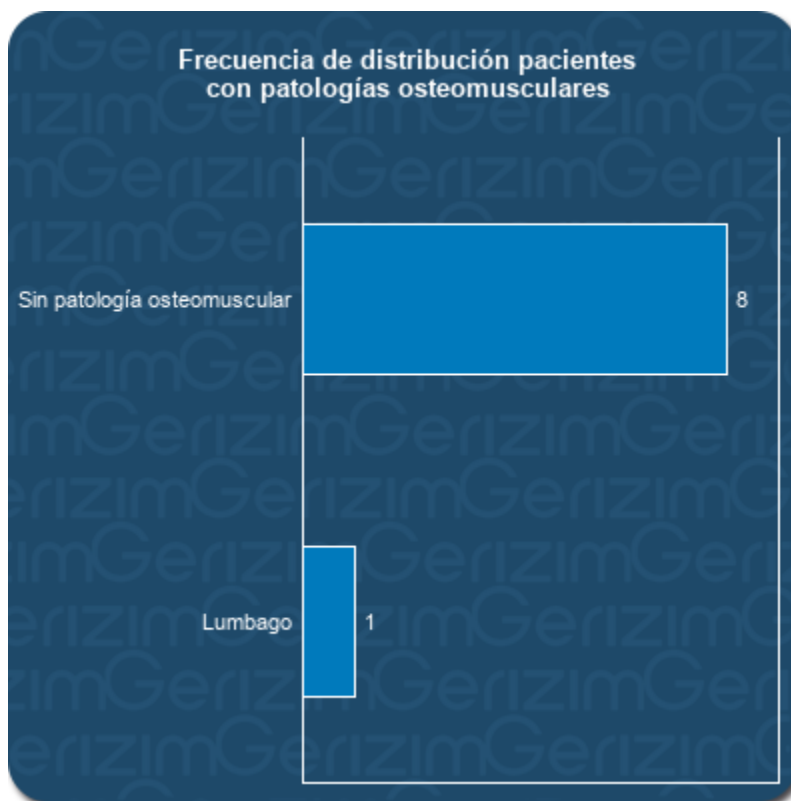 Frecuencia de distribución pacientes
con patologías osteomusculares
Sin patología osteomuscular
8
Lumbago
1